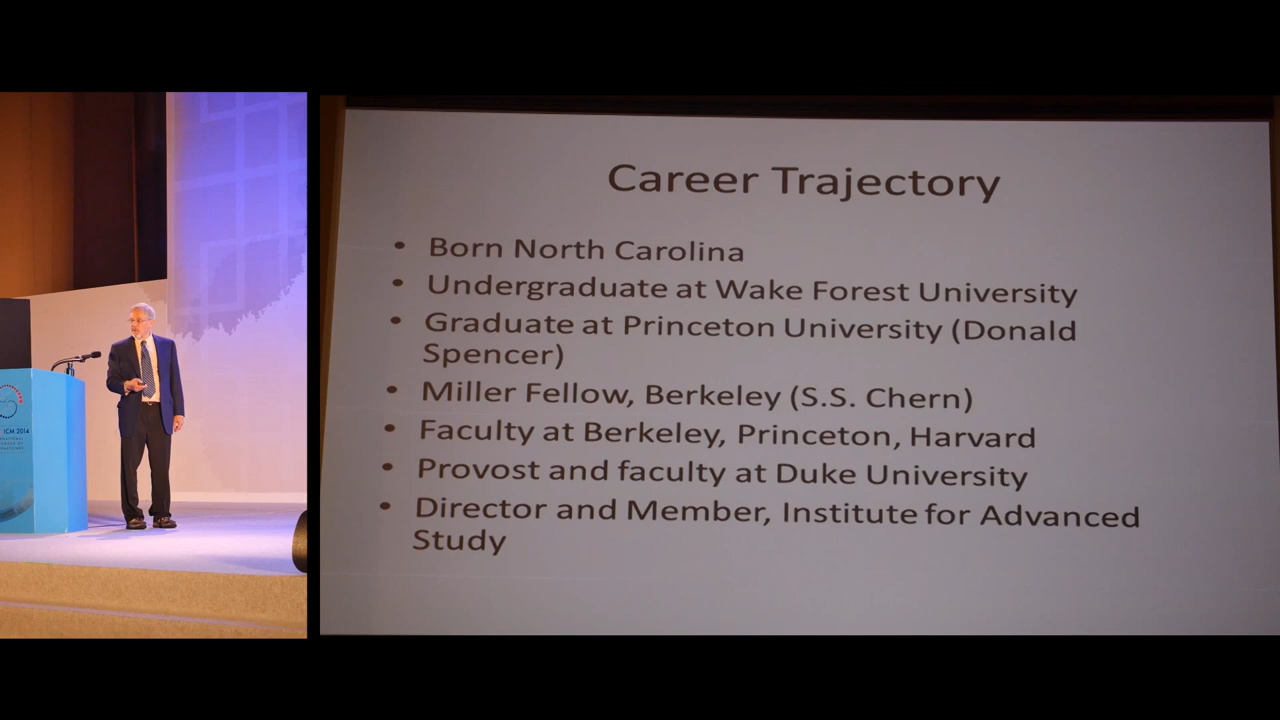 Career Trajectory
• Born North Carolina
• Undergraduate at Wake Forest University
• Graduate at Princeton University (Donald
Spencer)
• Miller Fellow, Berkeley (S.S. Chern)
• Faculty at Berkeley, Princeton, Harvard
• Provost and faculty at Duke University
• Director and Member, Institute for Advanced
Study
ICM 2014